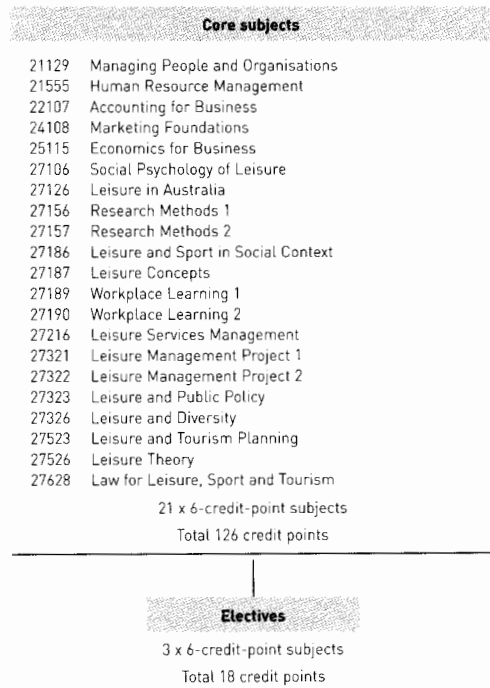 Core subjects
21129 Managing People and Organisations
21555 Human Resource Management
22107 Accounting for Business
24108 Marketing Foundations
25115 Economics for Business
27106 Social Psychology of Leisure
27126 Leisure in Australia
27156 Research Methods 1
27157 Research Methods 2
27186 Leisure and Sport in Social Context
27187 Leisure Concepts
27189 Workplace Learning 1
27190 Workplace Learning 2
27216 Leisure Services Management
27321 Leisure Management Project 1
27322 Leisure Management Project 2
27323 Leisure and Public Policy
27326 Leisure and Diversity
27523 Leisure and Tourism Planning
27526 Leisure Theory
27628 Law for Leisure, Sport and Tourism
21 x 6-credit-point subjects
Total 126 credit points
Electives
3 x 6-credit-point subjects
Total 18 credit points